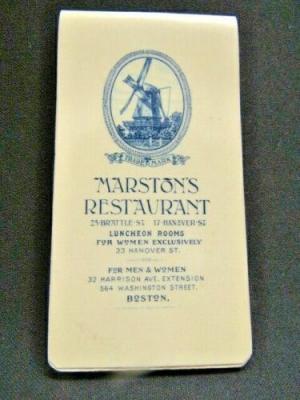 TRADE MARK
MARSTON'S
RESTAURANT
25 BRATTLE ST. 17 HANOVER ST.
LUNCHEON ROOMS
FOR WOMEN EXCLUSIVELY
33 HANOVER ST.
FOR MEN & WOMEN
32 HARRISON AVE. EXTENSION
564 WASHINGTON STREET,
BOSTON.